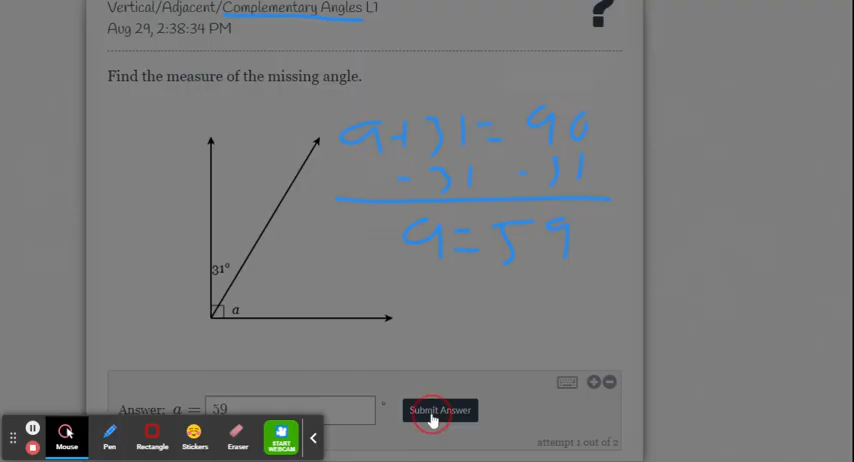 Vertical/Adjacent/Complementary Angles L1
Aug 29, 2:38:34 PM
?
Find the measure of the missing angle.
a+31=90
-31 -31
a=59
31°
a
Answer: a = 59 °
Submit Answer
attempt 1 out of 2
Mouse
Pen
Rectangle
Stickers
Eraser
START
WEBCAM